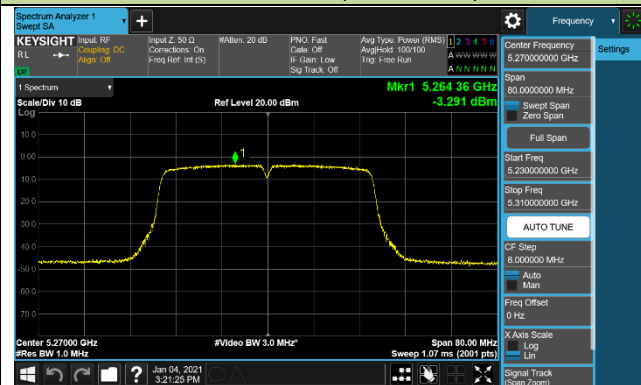 Spectrum Analyzer 1
Swept SA
+
Frequency
KEYSIGHT
RL
LNI
Input: RF
Coupling: DC
Align: Off
Input Z: 50 Ω
Corrections: On
Freq Ref: Int (S)
#Atten: 20 dB
PNO: Fast
Gate: Off
IF Gain: Low
Sig Track: Off
Avg Type: Power (RMS)
Avg|Hold: 100/100
Trig: Free Run
1 2 3 4 5 6
A W W W W W
A N N N N N
Center Frequency
5.270000000 GHz
Settings
Span
80.0000000 MHz
Swept Span
Zero Span
Full Span
Start Freq
5.230000000 GHz
Stop Freq
5.310000000 GHz
AUTO TUNE
CF Step
8.000000 MHz
Auto
Man
Freq Offset
0 Hz
X Axis Scale
Log
Lin
Signal Track
(Span Zoom)
1 Spectrum
Scale/Div 10 dB
Log
Ref Level 20.00 dBm
Mkr1 5.264 36 GHz
-3.291 dBm
1
10.0
0.00
-10.0
-20.0
-30.0
-40.0
-50.0
-60.0
-70.0
Center 5.27000 GHz
#Res BW 1.0 MHz
#Video BW 3.0 MHz*
Span 80.00 MHz
Sweep 1.07 ms (2001 pts)
?
Jan 04, 2021
3:21:25 PM